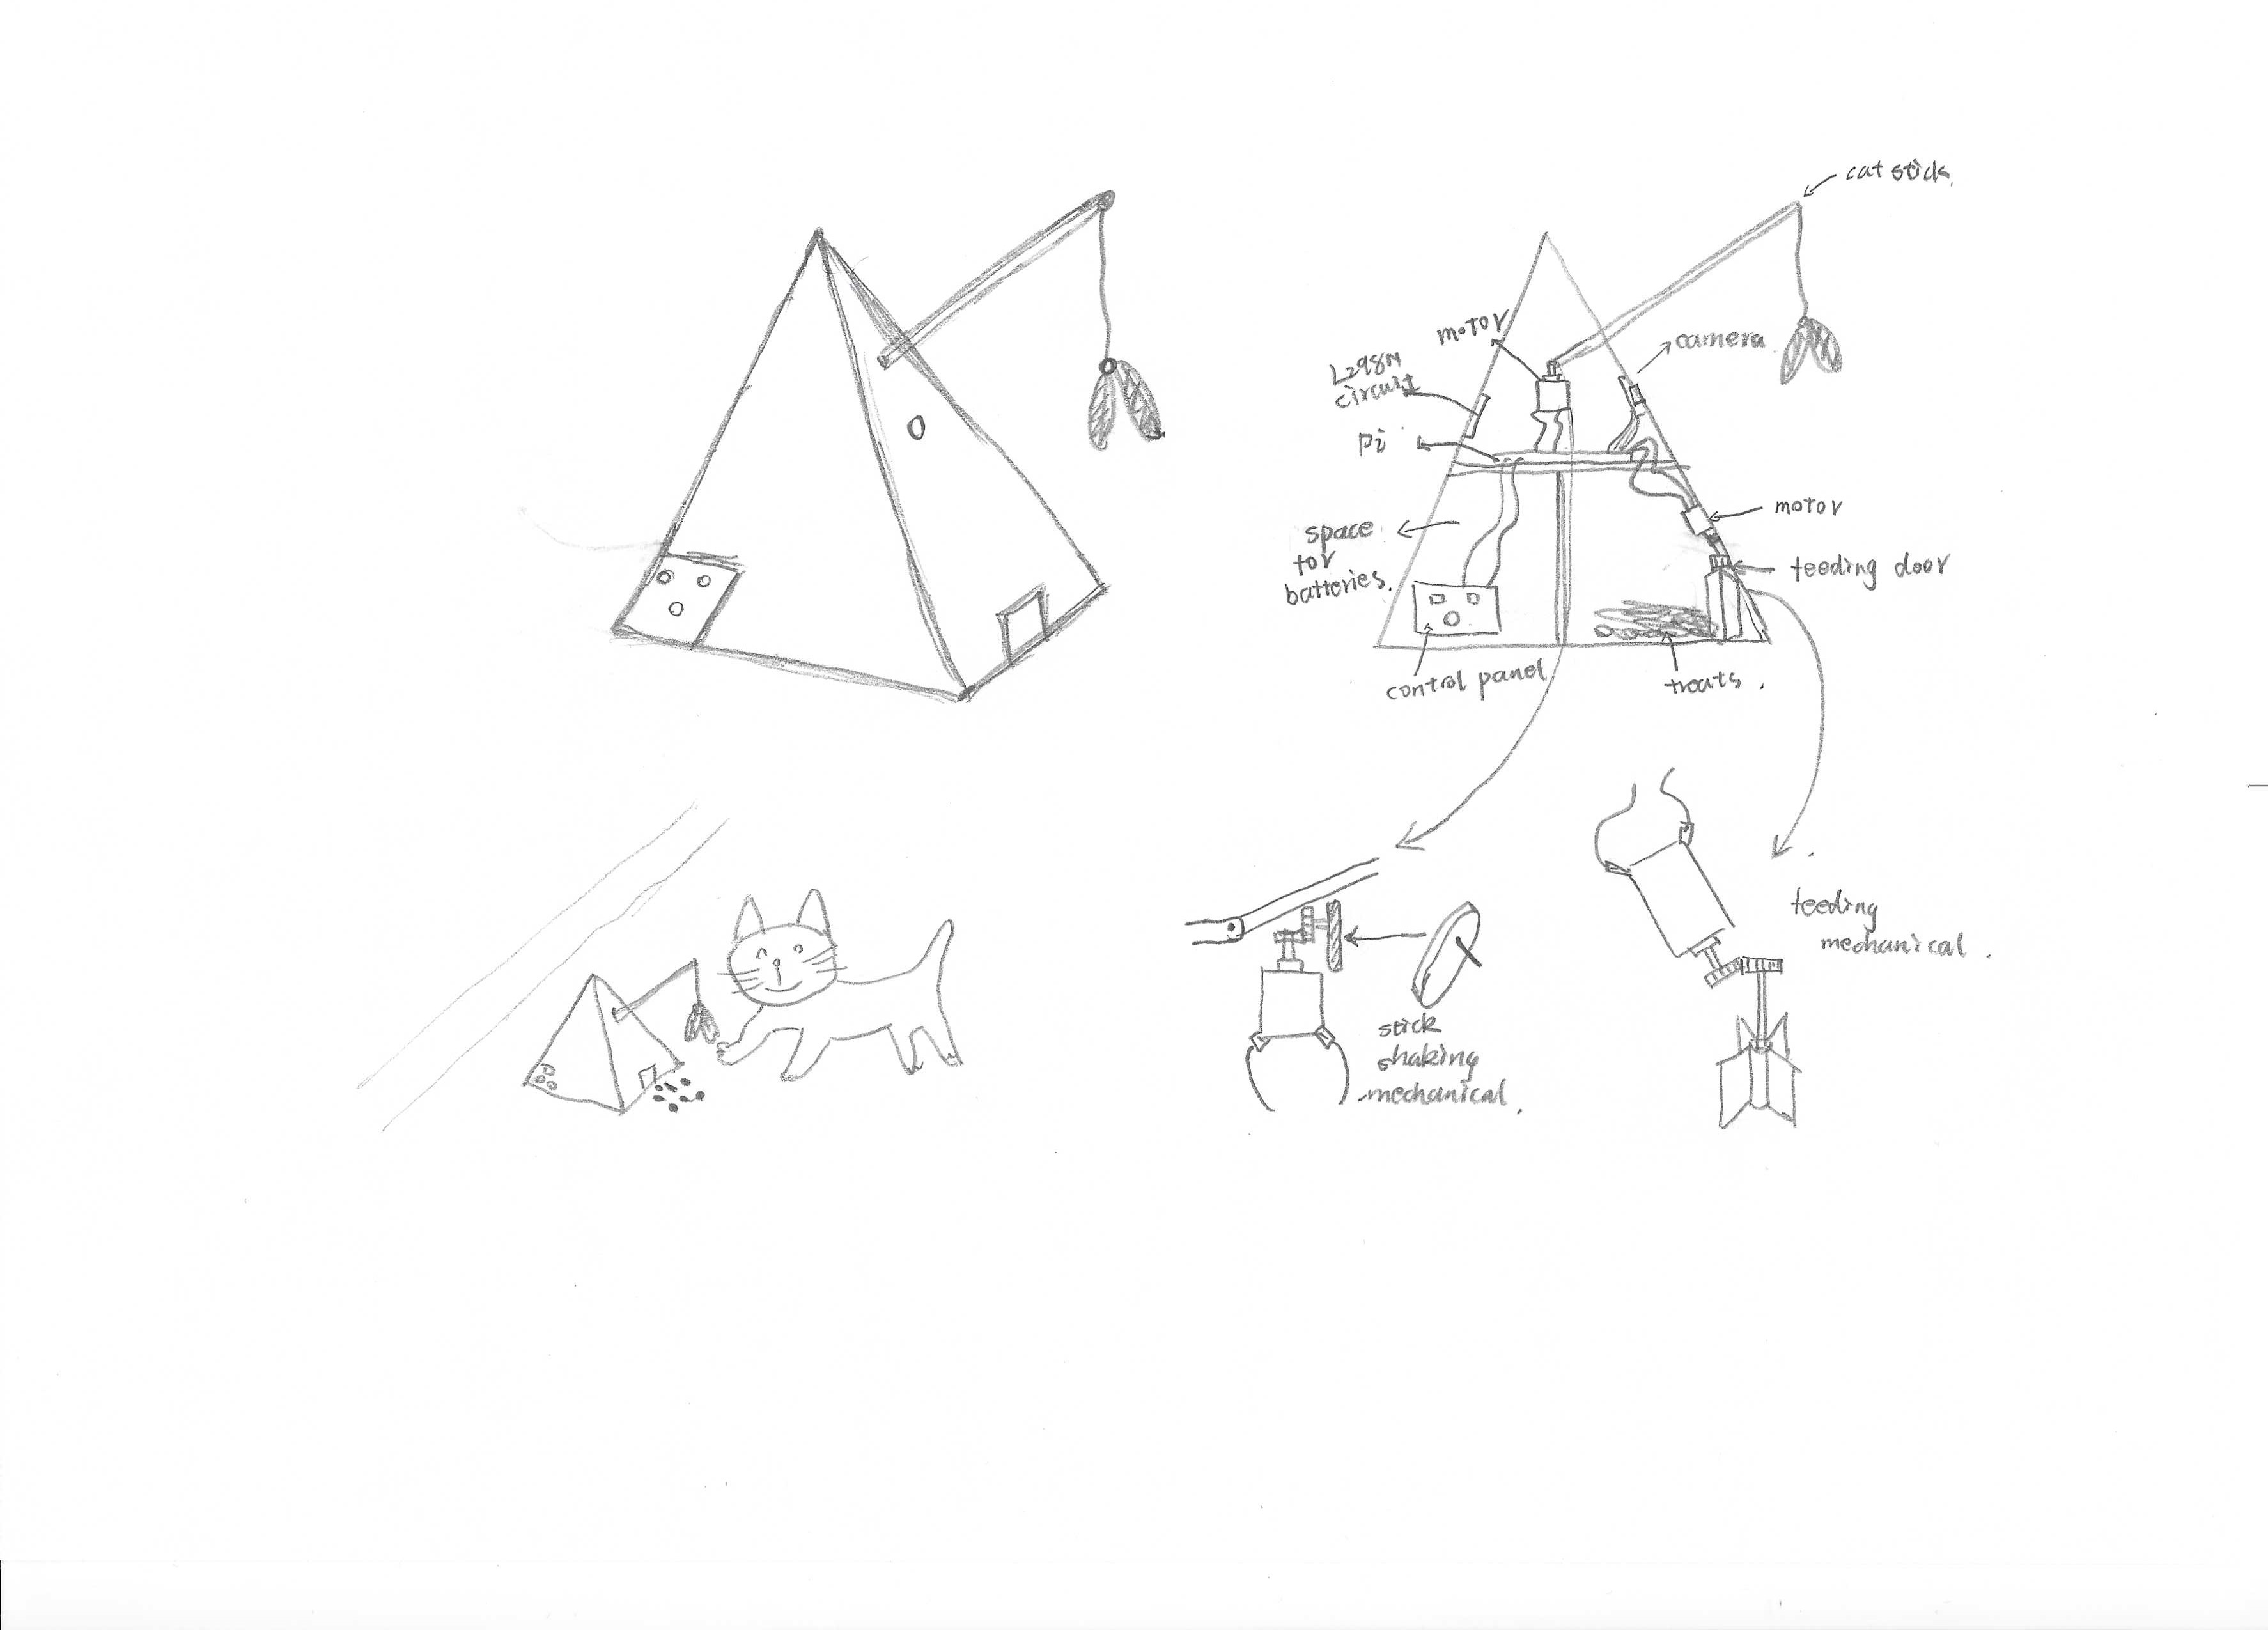 cat stick.
motor
camera
L298N
circuit
Pi
motor
space
for
batteries.
feeding door
control panel
treats.
feeding
mechanical.
stick
shaking
mechanical.